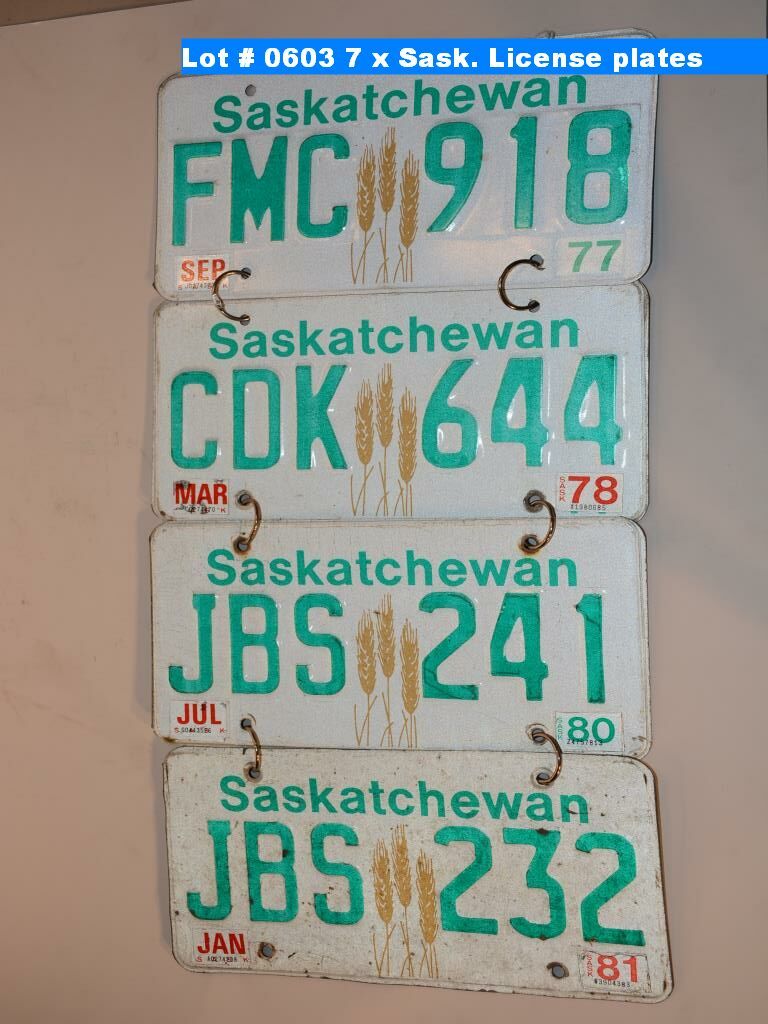 Lot # 0603 7 x Sask. License plates
Saskatchewan
FMC 918
SEP 77
Saskatchewan
CDK 644
MAR SASK 78
Saskatchewan
JBS 241
JUL 80
S K
Saskatchewan
JBS 232
JAN SASK 81
S K